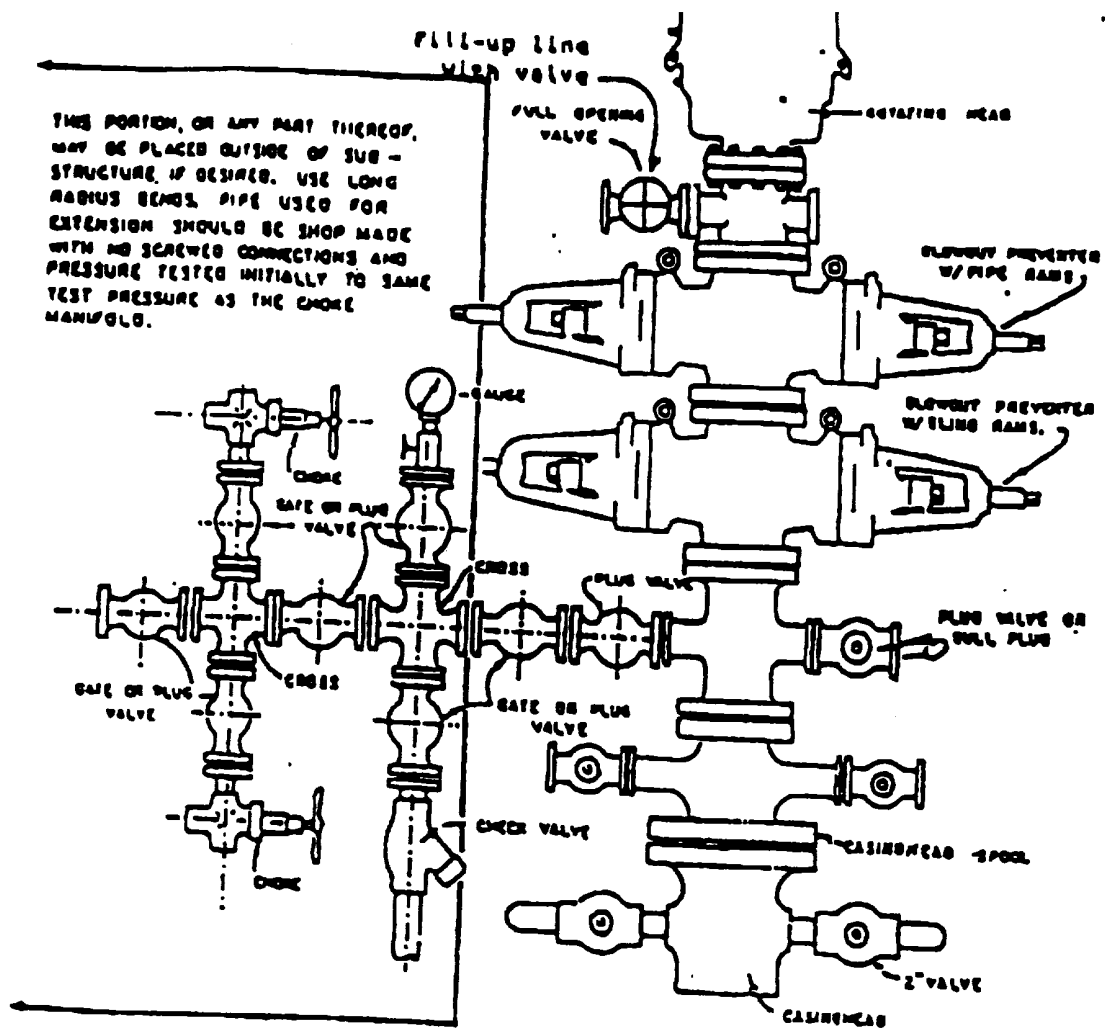 Fill-up line
with valve
FULL OPENING
VALVE
ROTATING HEAD
THIS PORTION, OR ANY PART THEREOF,
MAY BE PLACED OUTSIDE OF SUB-
STRUCTURE, IF DESIRED. USE LONG
RADIUS BENDS. PIPE USED FOR
EXTENSION SHOULD BE SHOP MADE
WITH NO SCREWED CONNECTIONS AND
PRESSURE TESTED INITIALLY TO SAME
TEST PRESSURE AS THE CHOKE
MANIFOLD.
BLOWOUT PREVENTER
W/PIPE RAMS.
GAUGE
BLOWOUT PREVENTER
W/BLIND RAMS.
CHOKE
GATE OR PLUG
VALVE
CROSS
PLUG VALVE
PLUG VALVE OR
BULL PLUG
GATE OR PLUG
VALVE
CROSS
GATE OR PLUG
VALVE
CHECK VALVE
CASINGHEAD SPOOL
CHOKE
2" VALVE
CASINGHEAD